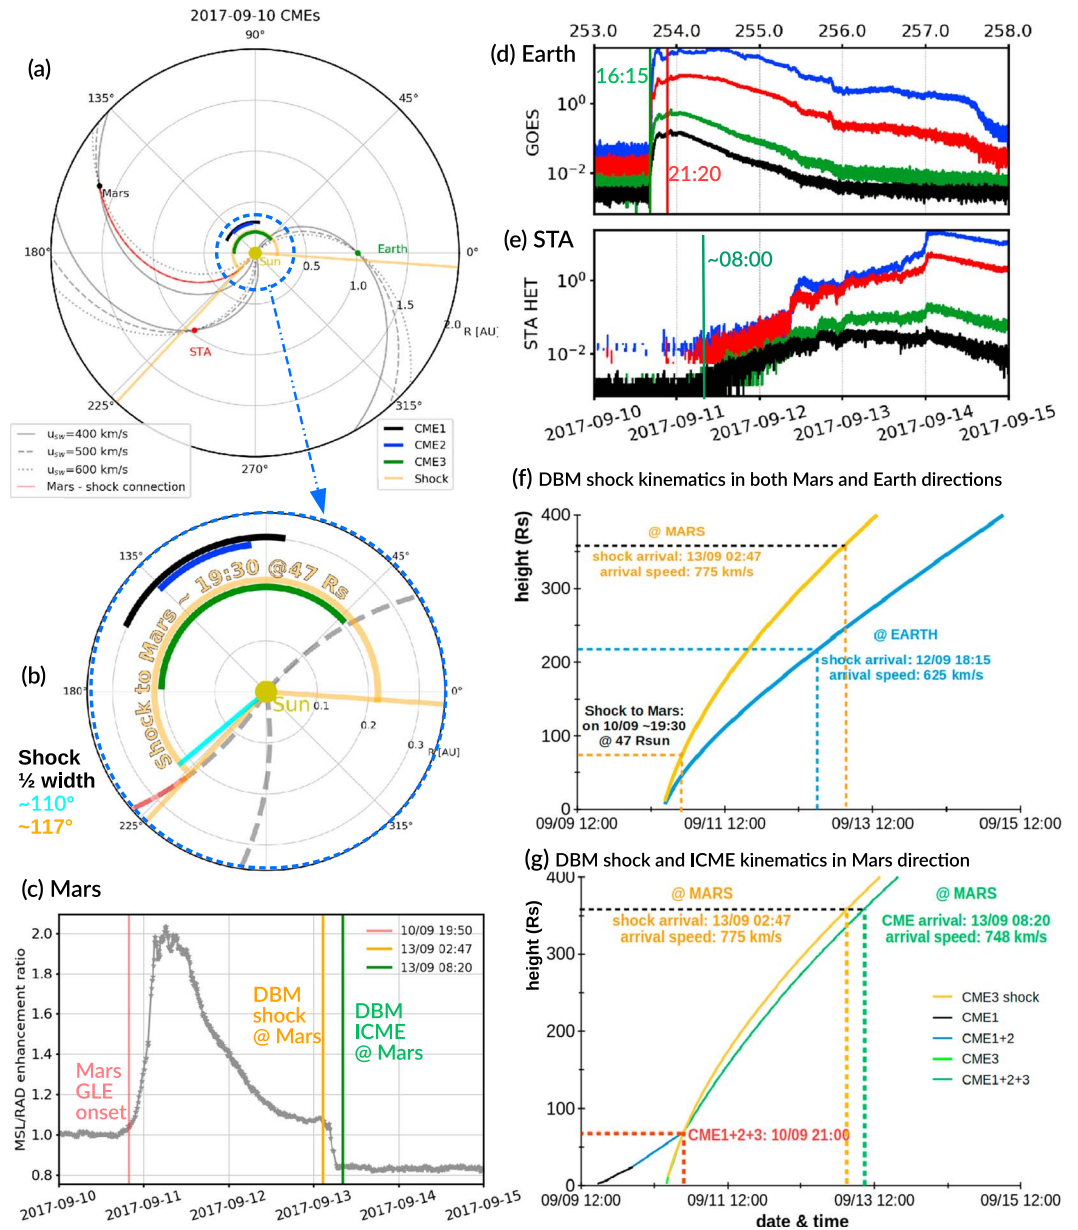 2017-09-10 CMEs
(a)
90°
45°
135°
180°
0°
225°
315°
270°
Mars
Sun
Earth
STA
0.5
1.0
1.5
2.0
R [AU]
u_sw=400 km/s
u_sw=500 km/s
u_sw=600 km/s
Mars - shock connection
CME1
CME2
CME3
Shock
(b)
135°
45°
180°
0°
225°
315°
Shock to Mars ~ 19:30 @47 Rs
Sun
0.1
0.2
0.3
R [AU]
Shock
½ width
~110°
~117°
(c) Mars
MSL/RAD enhancement ratio
2.0
1.8
1.6
1.4
1.2
1.0
0.8
10/09 19:50
13/09 02:47
13/09 08:20
Mars
GLE
onset
DBM
shock
@ Mars
DBM
ICME
@ Mars
2017-09-10
2017-09-11
2017-09-12
2017-09-13
2017-09-14
2017-09-15
253.0
254.0
255.0
256.0
257.0
258.0
(d) Earth
16:15
21:20
GOES
10⁰
10⁻²
(e) STA
~08:00
STA HET
10⁰
10⁻²
2017-09-10
2017-09-11
2017-09-12
2017-09-13
2017-09-14
2017-09-15
(f) DBM shock kinematics in both Mars and Earth directions
height (Rs)
400
300
200
100
0
@ MARS
shock arrival: 13/09 02:47
arrival speed: 775 km/s
@ EARTH
shock arrival: 12/09 18:15
arrival speed: 625 km/s
Shock to Mars:
on 10/09 ~19:30
@ 47 Rsun
09/09 12:00
09/11 12:00
09/13 12:00
09/15 12:00
(g) DBM shock and ICME kinematics in Mars direction
height (Rs)
400
300
200
100
0
@ MARS
shock arrival: 13/09 02:47
arrival speed: 775 km/s
@ MARS
CME arrival: 13/09 08:20
arrival speed: 748 km/s
CME3 shock
CME1
CME1+2
CME3
CME1+2+3
CME1+2+3: 10/09 21:00
09/09 12:00
09/11 12:00
09/13 12:00
09/15 12:00
date & time